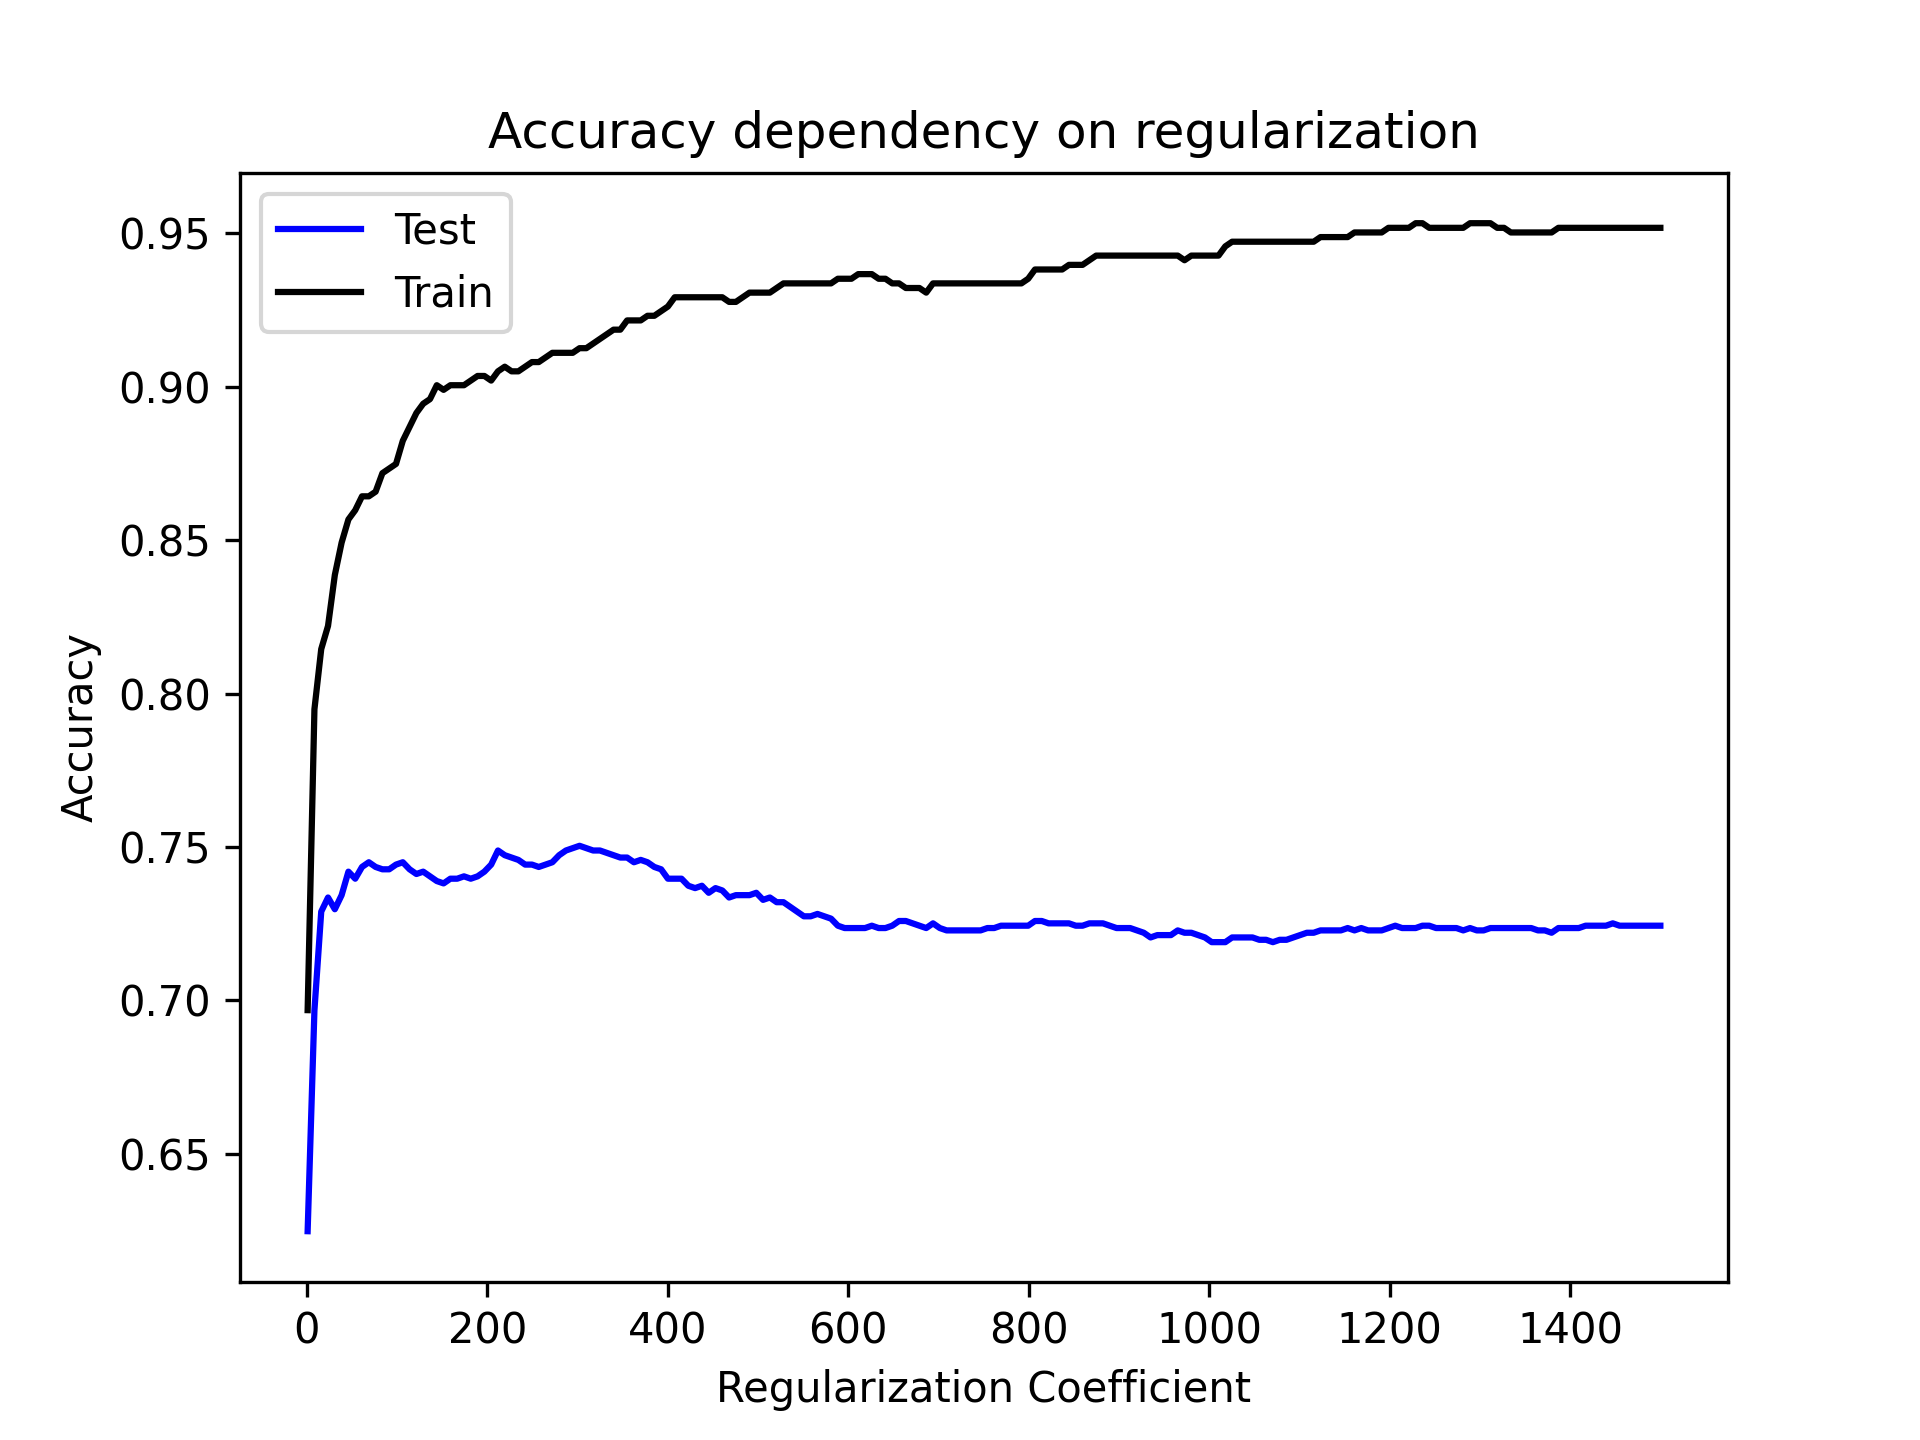 Accuracy dependency on regularization
Test
Train
0.95
0.90
0.85
0.80
0.75
0.70
0.65
Accuracy
0 200 400 600 800 1000 1200 1400
Regularization Coefficient